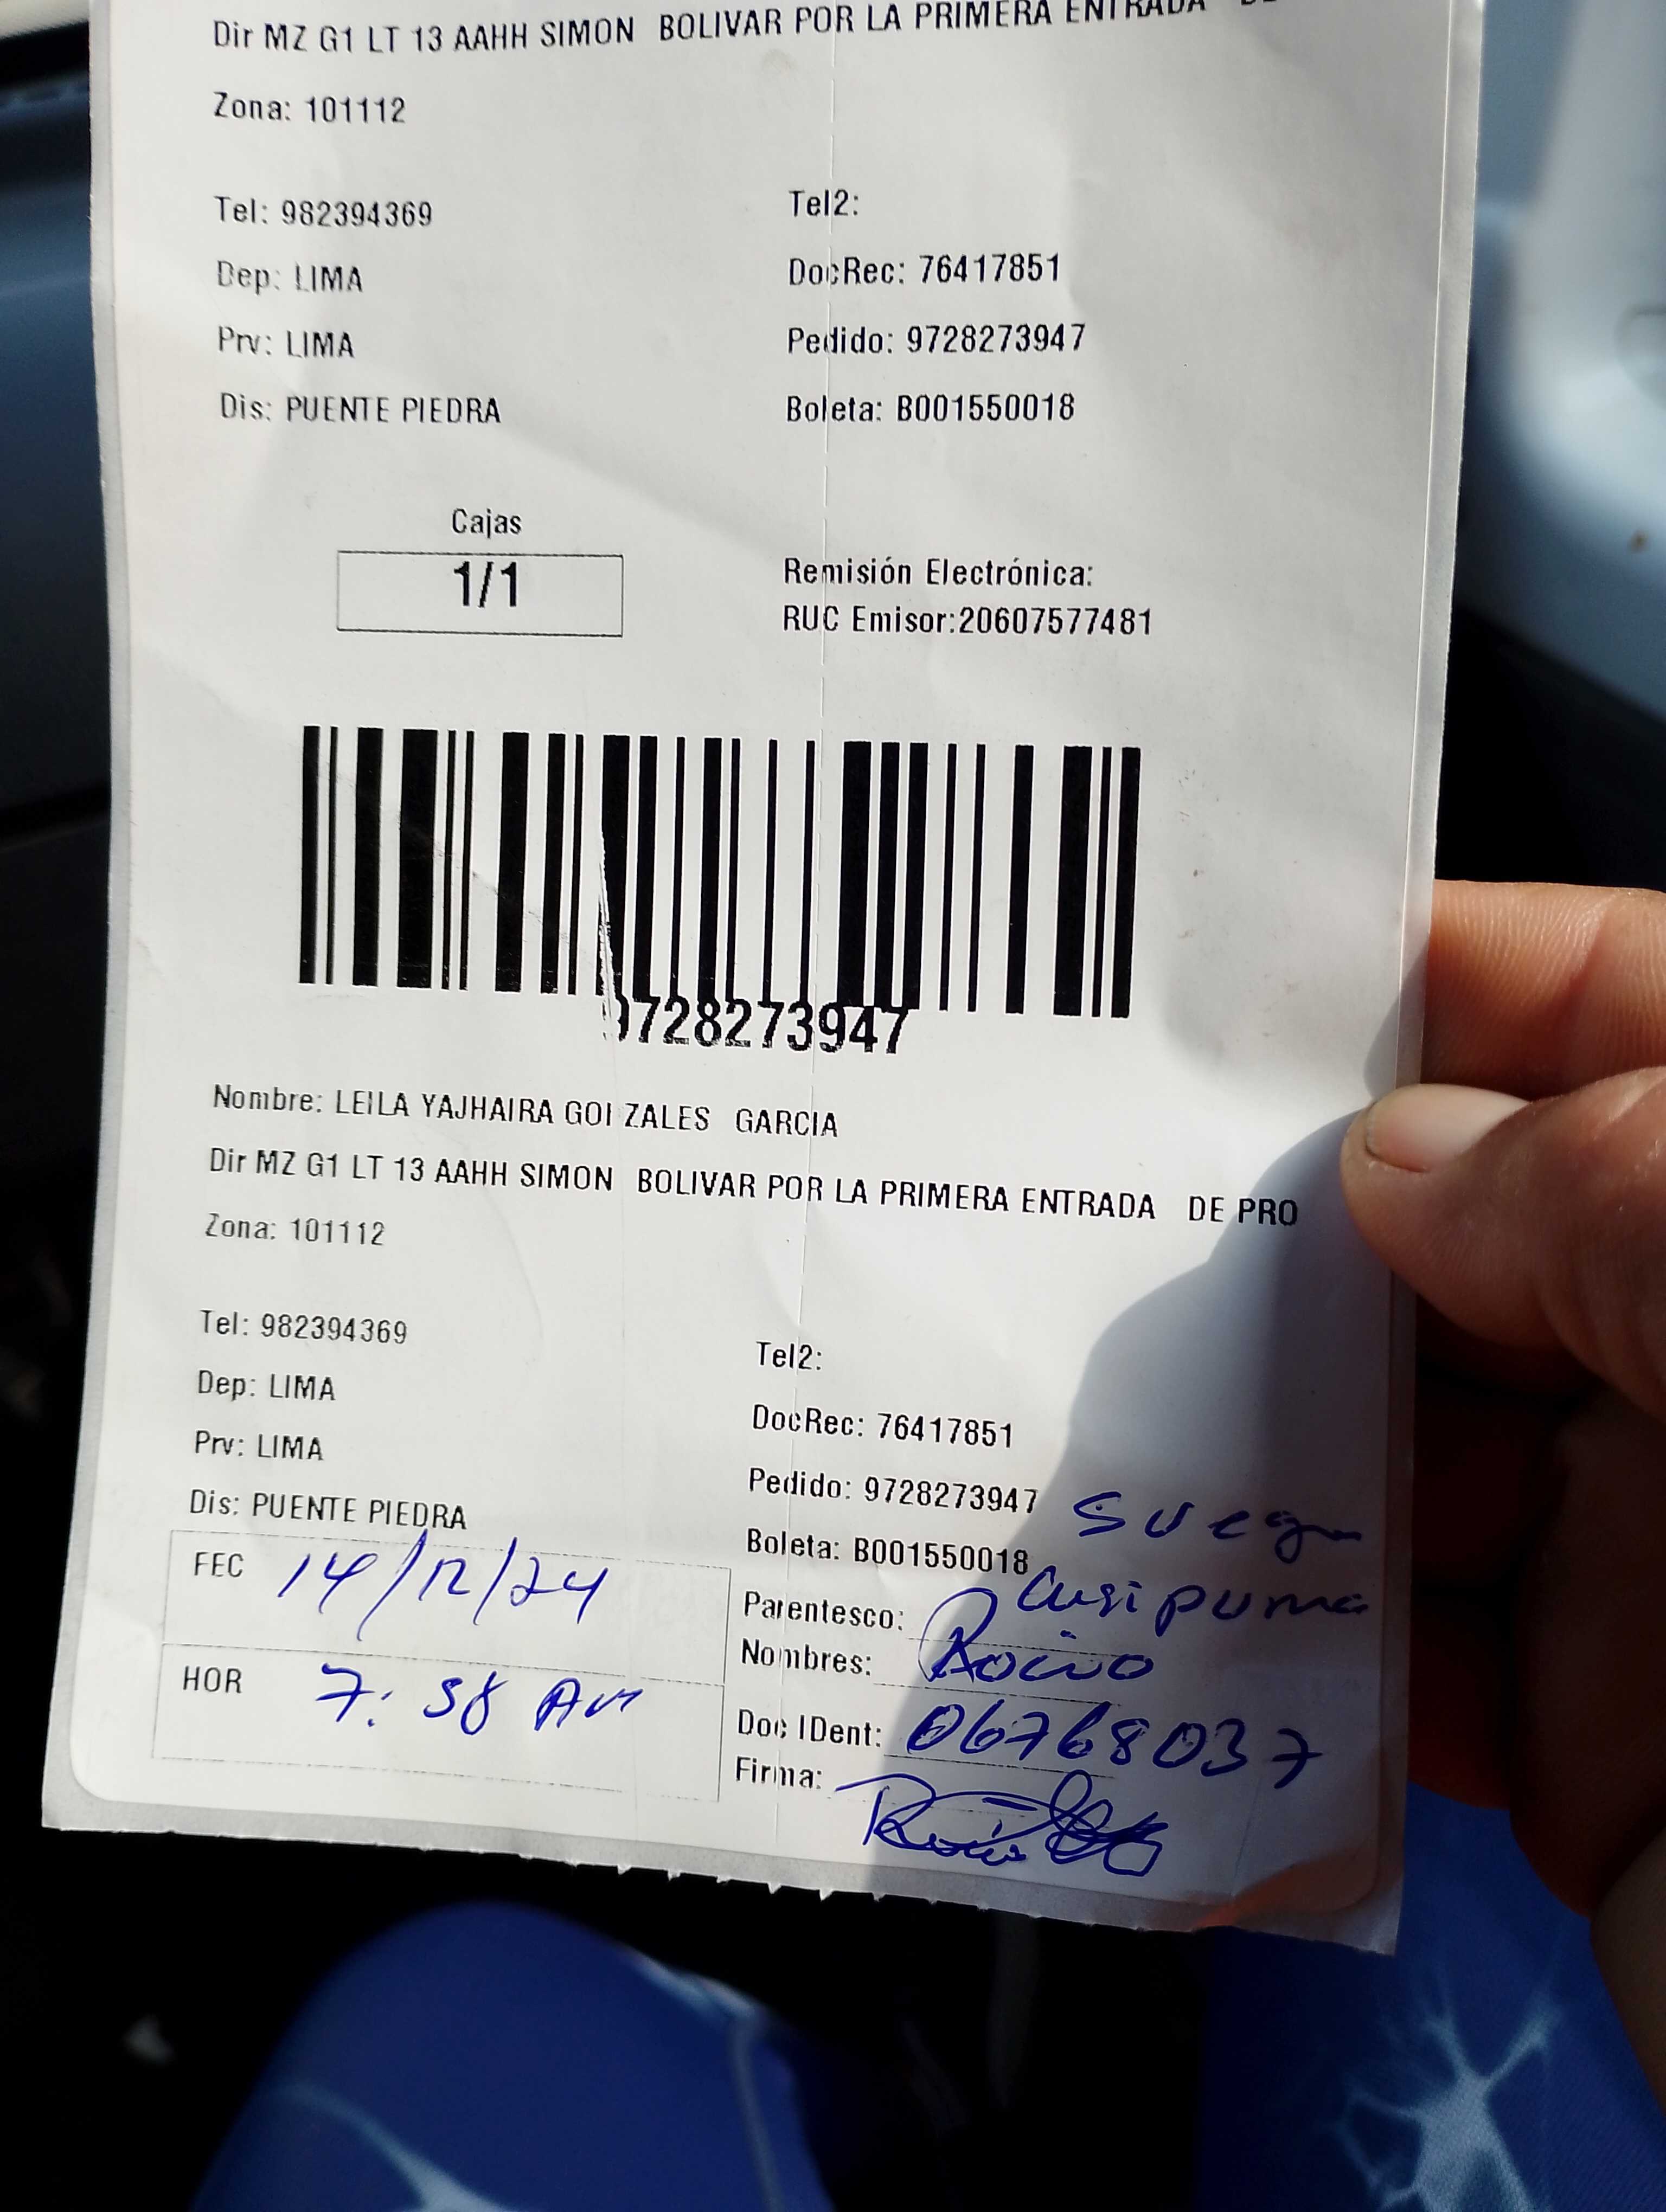 Dir MZ G1 LT 13 AAHH SIMON BOLIVAR POR LA PRIMERA ENTRADA DE
Zona: 101112
Tel: 982394369
Tel2:
Dep: LIMA
DocRec: 76417851
Prv: LIMA
Pedido: 9728273947
Dis: PUENTE PIEDRA
Boleta: B001550018
Cajas
1/1
Remisión Electrónica:
RUC Emisor:20607577481
9728273947
Nombre: LEILA YAJHAIRA GONZALES GARCIA
Dir MZ G1 LT 13 AAHH SIMON BOLIVAR POR LA PRIMERA ENTRADA DE PRO
Zona: 101112
Tel: 982394369
Tel2:
Dep: LIMA
DocRec: 76417851
Prv: LIMA
Pedido: 9728273947
Dis: PUENTE PIEDRA
Boleta: B001550018
FEC 14/12/24
Parentesco: Suegra
Nombres: Rocio Cusipuma
HOR 7:58 AM
Doc IDent: 06768037
Firma: